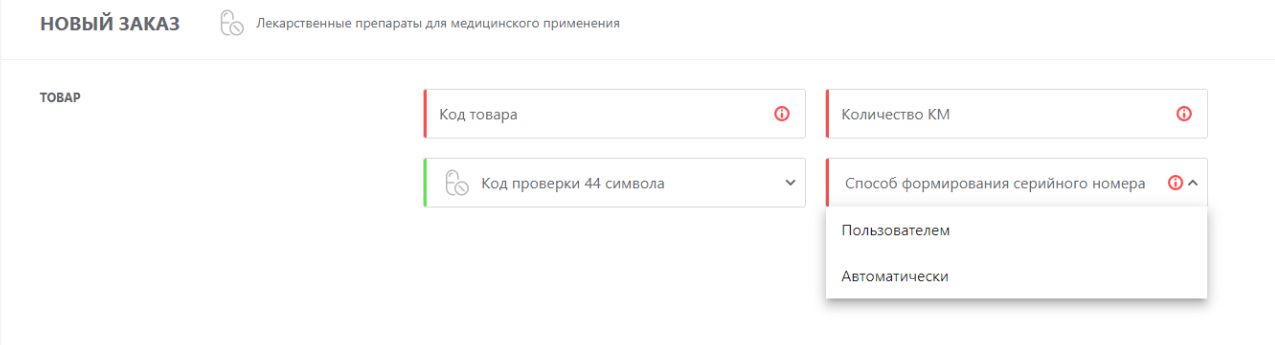 НОВЫЙ ЗАКАЗ Лекарственные препараты для медицинского применения
ТОВАР
Код товара
Количество КМ
Код проверки 44 символа
Способ формирования серийного номера
Пользователем
Автоматически